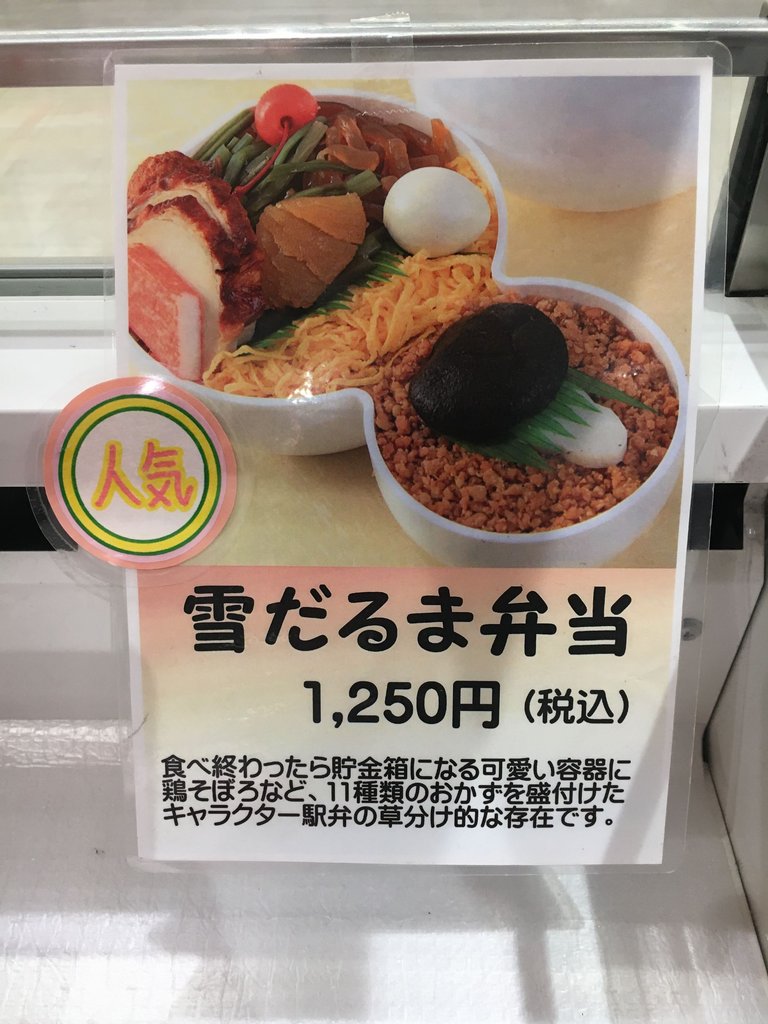 人気
雪だるま弁当
1,250円（税込）
食べ終わったら貯金箱になる可愛い容器に
鶏そぼろなど、11種類のおかずを盛付けた
キャラクター駅弁の草分け的な存在です。